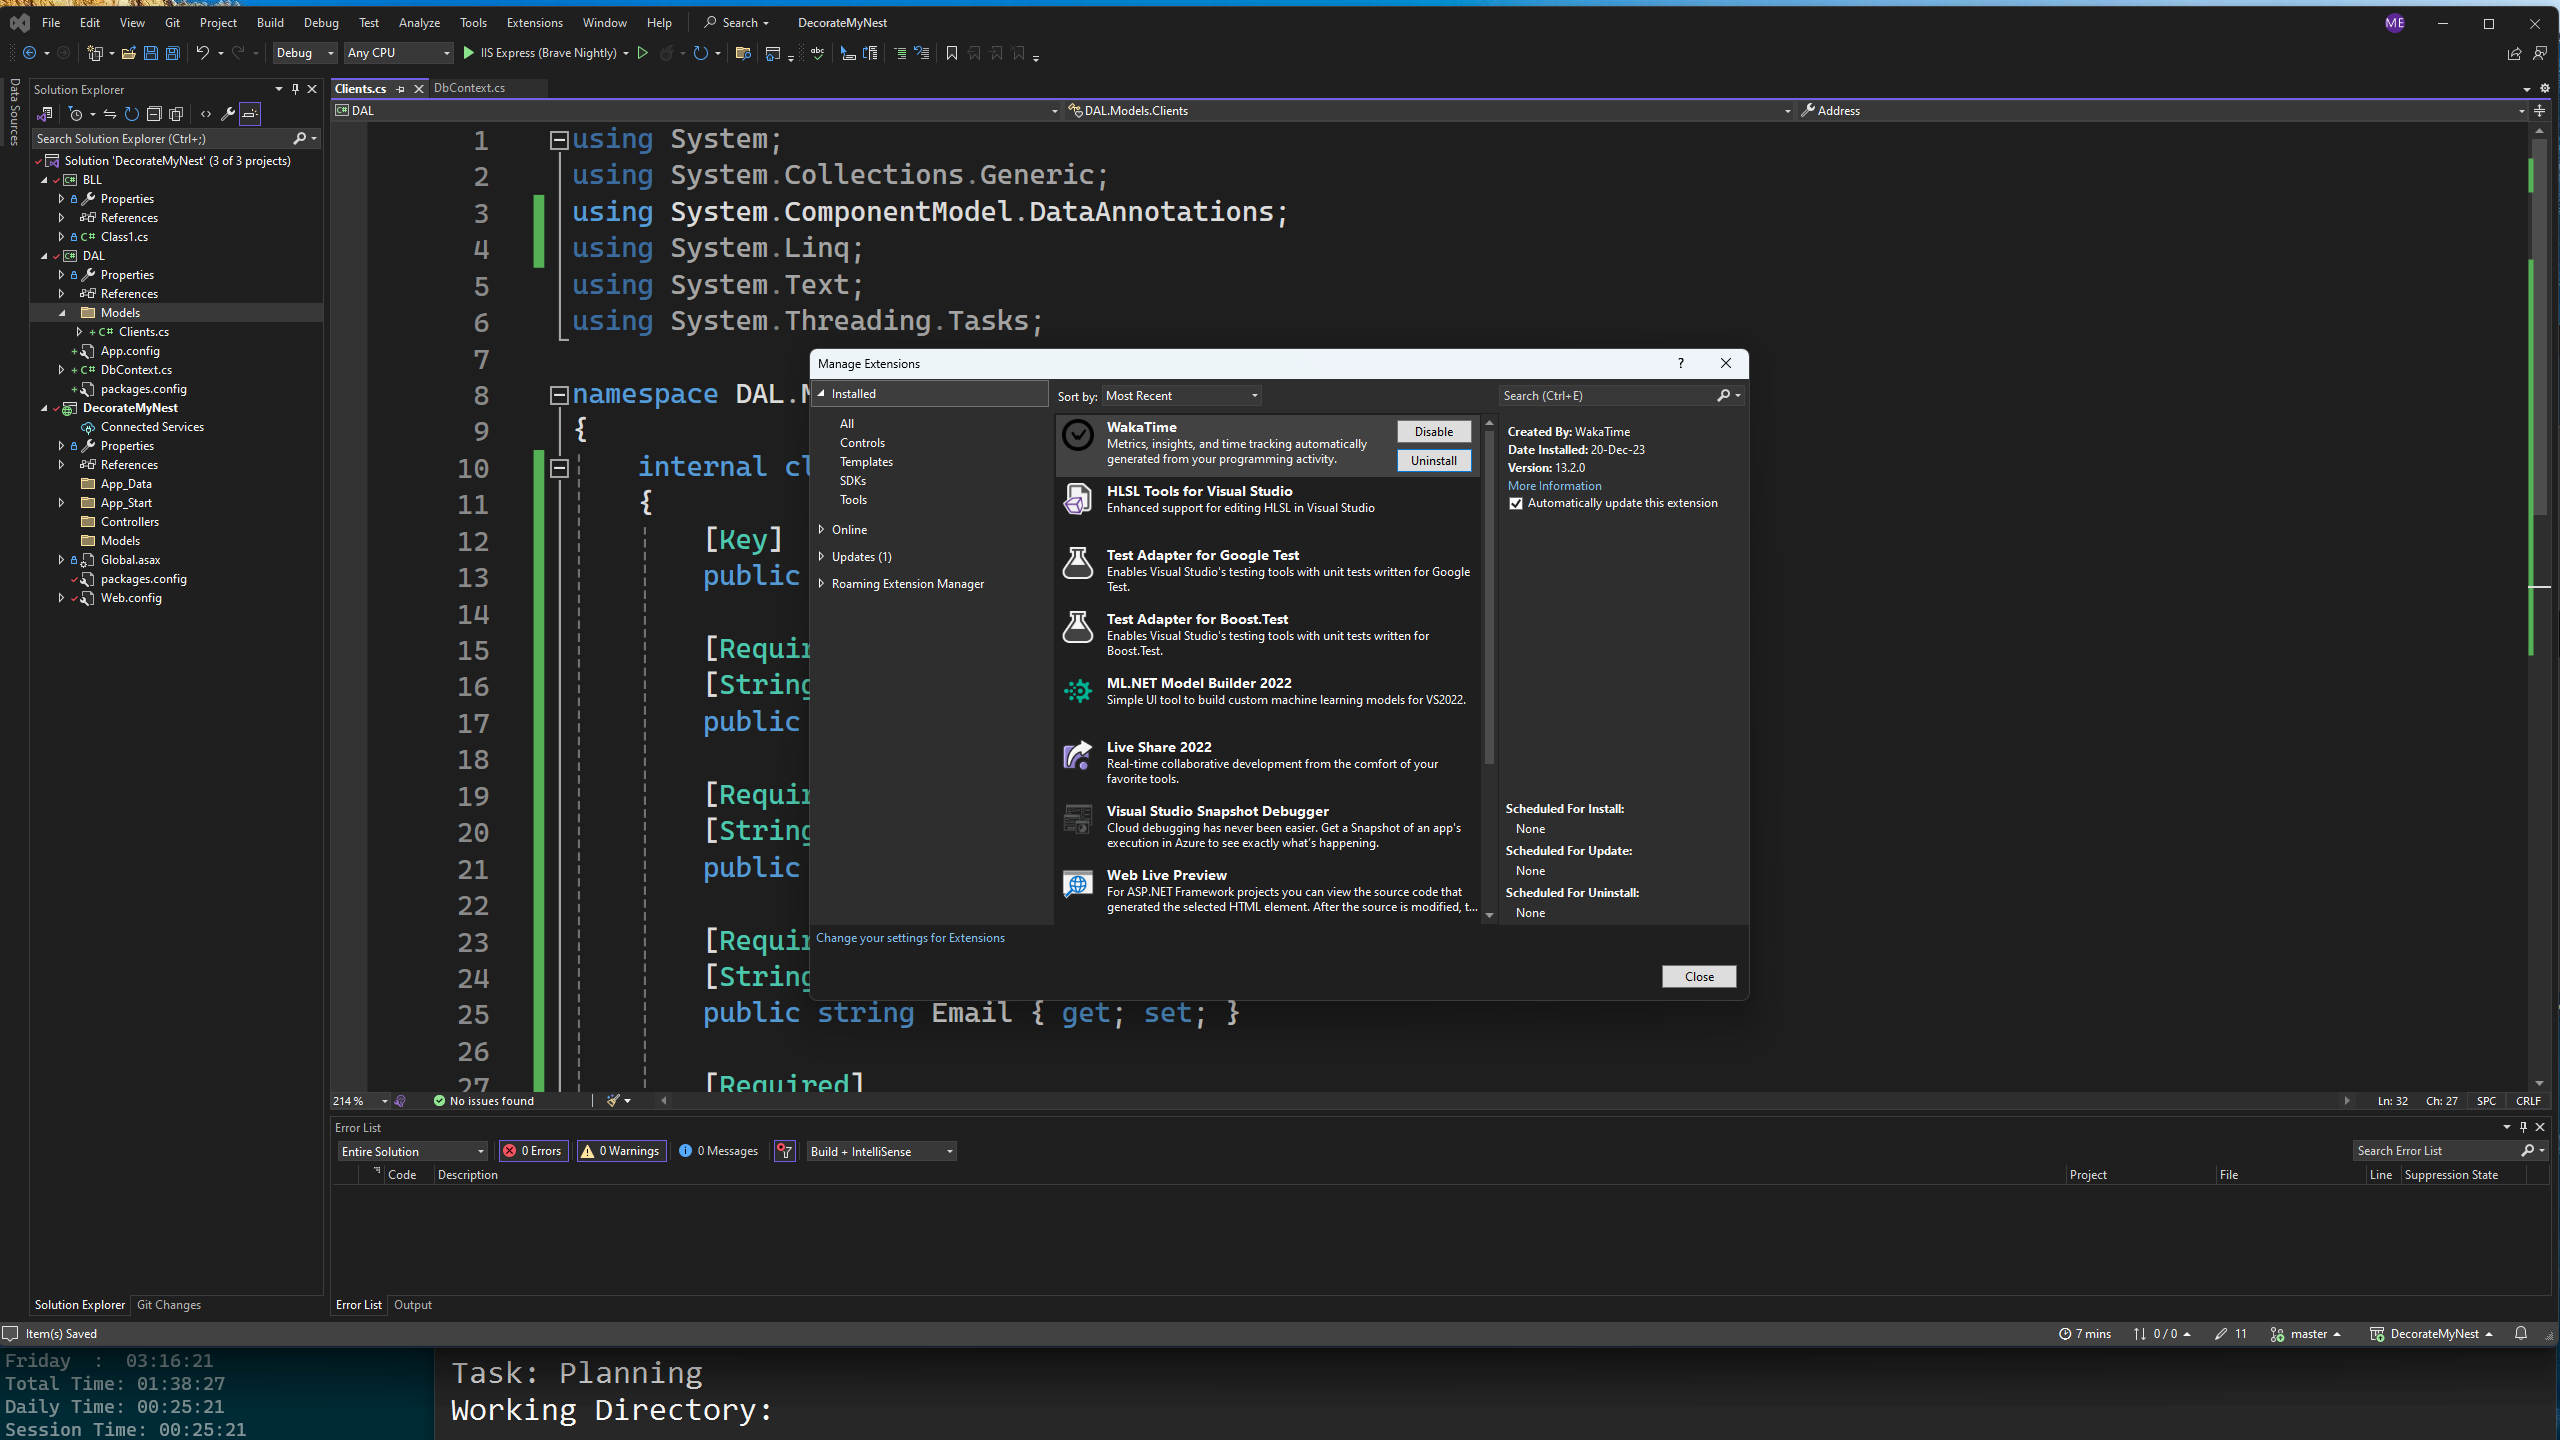 File Edit View Git Project Build Debug Test Analyze Tools Extensions Window Help Search DecorateMyNest ME
Debug Any CPU IIS Express (Brave Nightly)
Data Sources
Solution Explorer
Search Solution Explorer (Ctrl+;)
Solution 'DecorateMyNest' (3 of 3 projects)
BLL
Properties
References
C# Class1.cs
DAL
Properties
References
Models
C# Clients.cs
App.config
C# DbContext.cs
packages.config
DecorateMyNest
Connected Services
Properties
References
App_Data
App_Start
Controllers
Models
Global.asax
packages.config
Web.config
Solution Explorer Git Changes
Clients.cs DbContext.cs
DAL DAL.Models.Clients Address
1 using System;
2 using System.Collections.Generic;
3 using System.ComponentModel.DataAnnotations;
4 using System.Linq;
5 using System.Text;
6 using System.Threading.Tasks;
7
8 namespace DAL.
9 {
10 internal cl
11 {
12 [Key]
13 public
14
15 [Requir
16 [String
17 public
18
19 [Requir
20 [String
21 public
22
23 [Requir
24 [String
25 public string Email { get; set; }
26
27 [Required]
Manage Extensions ?
Installed
All
Controls
Templates
SDKs
Tools
Online
Updates (1)
Roaming Extension Manager
Change your settings for Extensions
Sort by: Most Recent
WakaTime
Metrics, insights, and time tracking automatically
generated from your programming activity.
Disable
Uninstall
HLSL Tools for Visual Studio
Enhanced support for editing HLSL in Visual Studio
Test Adapter for Google Test
Enables Visual Studio's testing tools with unit tests written for Google
Test.
Test Adapter for Boost.Test
Enables Visual Studio's testing tools with unit tests written for
Boost.Test.
ML.NET Model Builder 2022
Simple UI tool to build custom machine learning models for VS2022.
Live Share 2022
Real-time collaborative development from the comfort of your
favorite tools.
Visual Studio Snapshot Debugger
Cloud debugging has never been easier. Get a Snapshot of an app's
execution in Azure to see exactly what's happening.
Web Live Preview
For ASP.NET Framework projects you can view the source code that
generated the selected HTML element. After the source is modified, t...
Search (Ctrl+E)
Created By: WakaTime
Date Installed: 20-Dec-23
Version: 13.2.0
More Information
Automatically update this extension
Scheduled For Install:
None
Scheduled For Update:
None
Scheduled For Uninstall:
None
Close
214 % No issues found Ln: 32 Ch: 27 SPC CRLF
Error List
Entire Solution 0 Errors 0 Warnings 0 Messages Build + IntelliSense Search Error List
Code Description Project File Line Suppression State
Error List Output
Item(s) Saved 7 mins 0 / 0 11 master DecorateMyNest
Friday : 03:16:21
Total Time: 01:38:27
Daily Time: 00:25:21
Session Time: 00:25:21
Task: Planning
Working Directory: